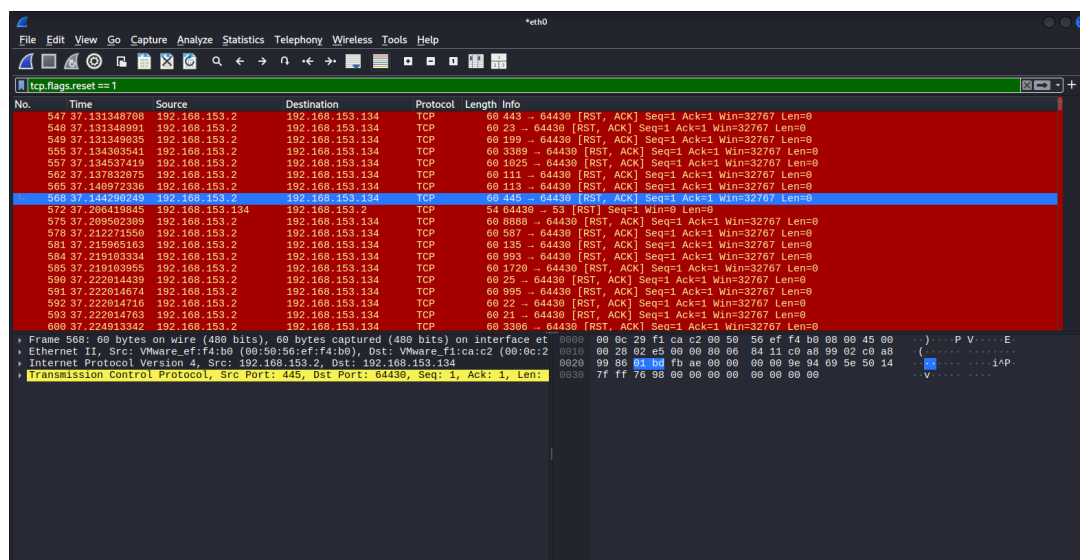 *eth0
File Edit View Go Capture Analyze Statistics Telephony Wireless Tools Help
tcp.flags.reset == 1
No. Time Source Destination Protocol Length Info
547 37.131348708 192.168.153.2 192.168.153.134 TCP 60 443 → 64430 [RST, ACK] Seq=1 Ack=1 Win=32767 Len=0
548 37.131348991 192.168.153.2 192.168.153.134 TCP 60 23 → 64430 [RST, ACK] Seq=1 Ack=1 Win=32767 Len=0
549 37.131349035 192.168.153.2 192.168.153.134 TCP 60 199 → 64430 [RST, ACK] Seq=1 Ack=1 Win=32767 Len=0
555 37.134303541 192.168.153.2 192.168.153.134 TCP 60 3389 → 64430 [RST, ACK] Seq=1 Ack=1 Win=32767 Len=0
557 37.134537419 192.168.153.2 192.168.153.134 TCP 60 1025 → 64430 [RST, ACK] Seq=1 Ack=1 Win=32767 Len=0
562 37.137832075 192.168.153.2 192.168.153.134 TCP 60 111 → 64430 [RST, ACK] Seq=1 Ack=1 Win=32767 Len=0
565 37.140972336 192.168.153.2 192.168.153.134 TCP 60 113 → 64430 [RST, ACK] Seq=1 Ack=1 Win=32767 Len=0
568 37.144290249 192.168.153.2 192.168.153.134 TCP 60 445 → 64430 [RST, ACK] Seq=1 Ack=1 Win=32767 Len=0
572 37.206419845 192.168.153.134 192.168.153.2 TCP 54 64430 → 53 [RST] Seq=1 Win=0 Len=0
575 37.209502309 192.168.153.2 192.168.153.134 TCP 60 8888 → 64430 [RST, ACK] Seq=1 Ack=1 Win=32767 Len=0
578 37.212271550 192.168.153.2 192.168.153.134 TCP 60 587 → 64430 [RST, ACK] Seq=1 Ack=1 Win=32767 Len=0
581 37.215965163 192.168.153.2 192.168.153.134 TCP 60 135 → 64430 [RST, ACK] Seq=1 Ack=1 Win=32767 Len=0
584 37.219103334 192.168.153.2 192.168.153.134 TCP 60 993 → 64430 [RST, ACK] Seq=1 Ack=1 Win=32767 Len=0
585 37.219103955 192.168.153.2 192.168.153.134 TCP 60 1720 → 64430 [RST, ACK] Seq=1 Ack=1 Win=32767 Len=0
590 37.222014439 192.168.153.2 192.168.153.134 TCP 60 25 → 64430 [RST, ACK] Seq=1 Ack=1 Win=32767 Len=0
591 37.222014674 192.168.153.2 192.168.153.134 TCP 60 995 → 64430 [RST, ACK] Seq=1 Ack=1 Win=32767 Len=0
592 37.222014716 192.168.153.2 192.168.153.134 TCP 60 22 → 64430 [RST, ACK] Seq=1 Ack=1 Win=32767 Len=0
593 37.222014763 192.168.153.2 192.168.153.134 TCP 60 21 → 64430 [RST, ACK] Seq=1 Ack=1 Win=32767 Len=0
600 37.224913342 192.168.153.2 192.168.153.134 TCP 60 3306 → 64430 [RST, ACK] Seq=1 Ack=1 Win=32767 Len=0
Frame 568: 60 bytes on wire (480 bits), 60 bytes captured (480 bits) on interface et
Ethernet II, Src: VMware_ef:f4:b0 (00:50:56:ef:f4:b0), Dst: VMware_f1:ca:c2 (00:0c:2
Internet Protocol Version 4, Src: 192.168.153.2, Dst: 192.168.153.134
Transmission Control Protocol, Src Port: 445, Dst Port: 64430, Seq: 1, Ack: 1, Len:
0000 00 0c 29 f1 ca c2 00 50 56 ef f4 b0 08 00 45 00 ··)····P V·····E·
0010 00 28 02 e5 00 00 80 06 84 11 c0 a8 99 02 c0 a8 ·(······ ········
0020 99 86 01 bd fb ae 00 00 00 00 9e 94 69 5e 50 14 ········ ····i^P·
0030 7f ff 76 98 00 00 00 00 00 00 00 00 ··v····· ····